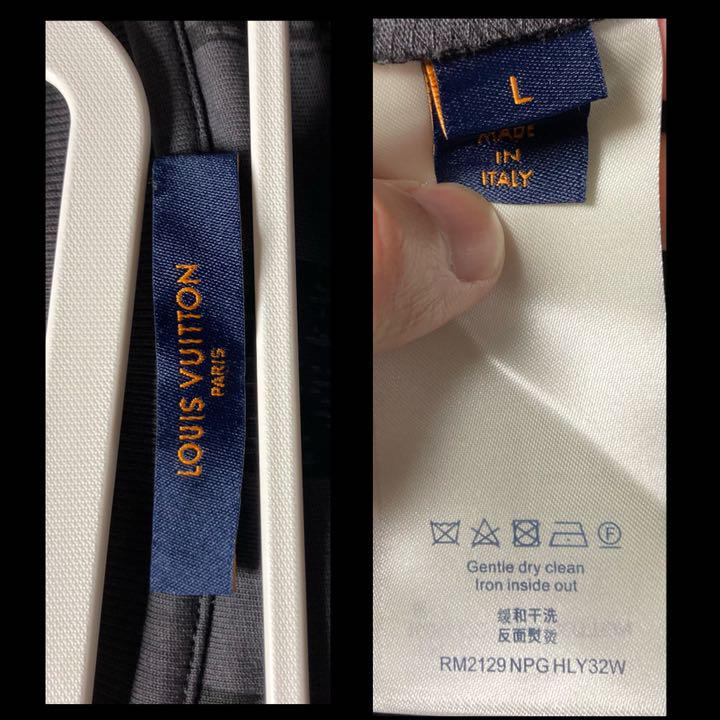 LOUIS VUITTON
PARIS
L
MADE
IN
ITALY
Gentle dry clean
Iron inside out
缓和干洗
反面熨烫
RM2129 NPG HLY32W